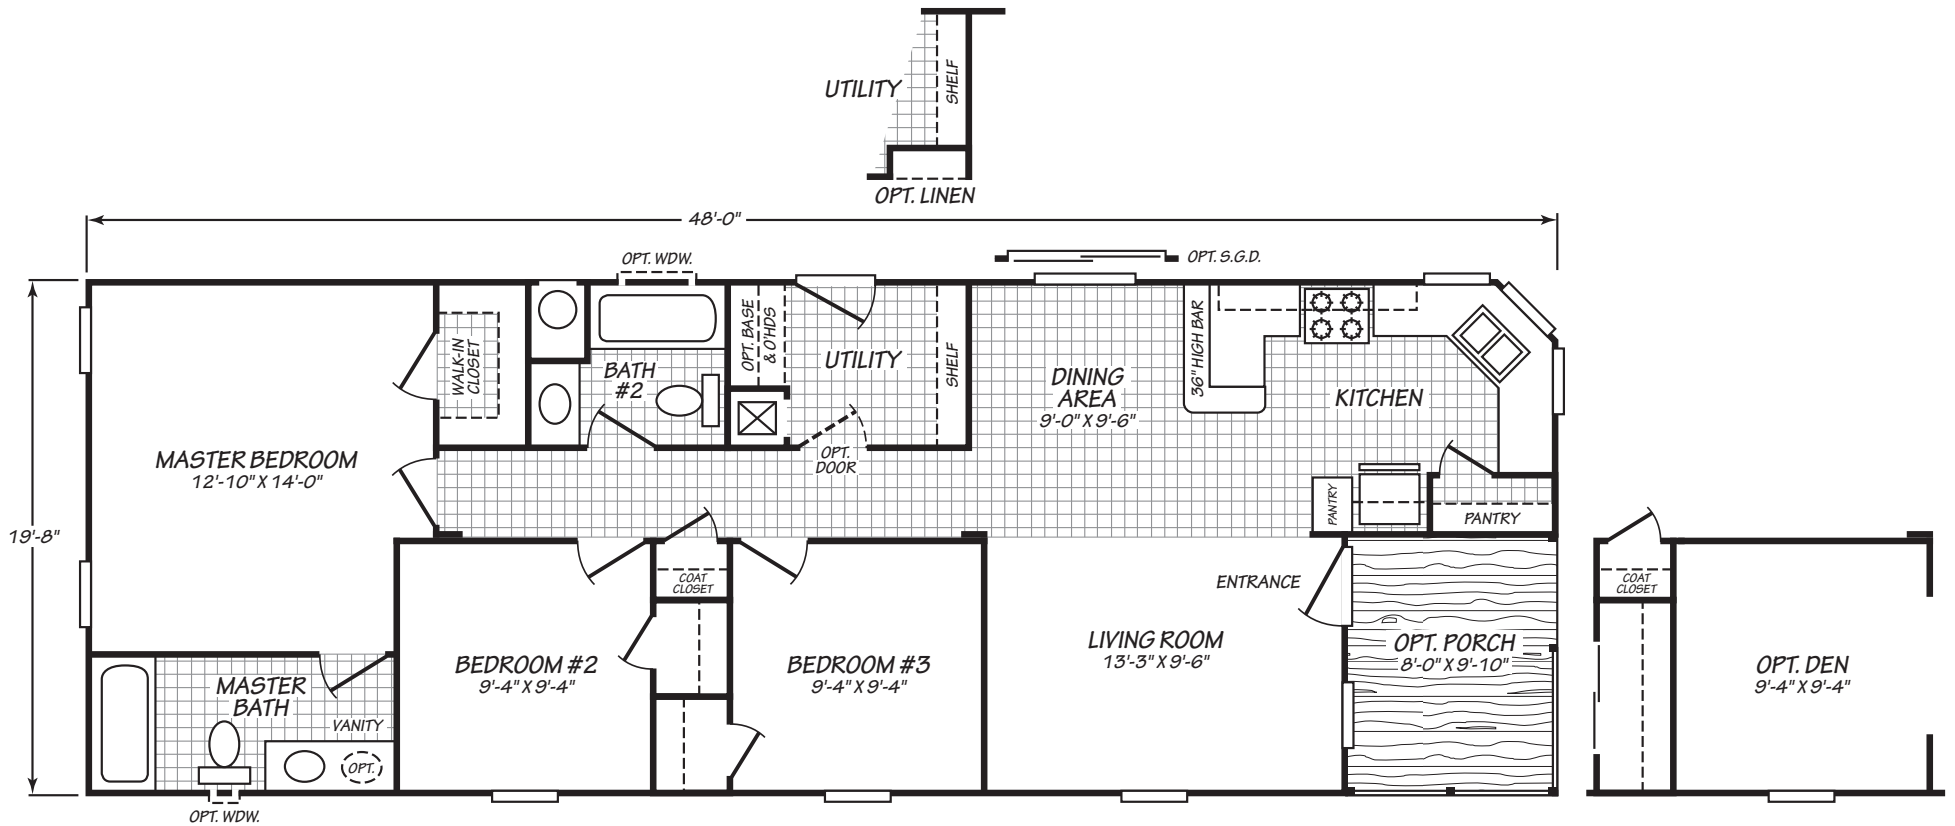 UTILITY
SHELF
OPT. LINEN
48'-0"
OPT. WDW.
OPT. S.G.D.
WALK-IN
CLOSET
BATH
#2
OPT. BASE
& O'HDS
UTILITY
SHELF
OPT.
DOOR
DINING
AREA
9'-0" X 9'-6"
36" HIGH BAR
KITCHEN
PANTRY
PANTRY
MASTER BEDROOM
12'-10" X 14'-0"
19'-8"
COAT
CLOSET
ENTRANCE
COAT
CLOSET
BEDROOM #2
9'-4" X 9'-4"
BEDROOM #3
9'-4" X 9'-4"
LIVING ROOM
13'-3" X 9'-6"
OPT. PORCH
8'-0" X 9'-10"
OPT. DEN
9'-4" X 9'-4"
MASTER
BATH
VANITY
OPT.
OPT. WDW.